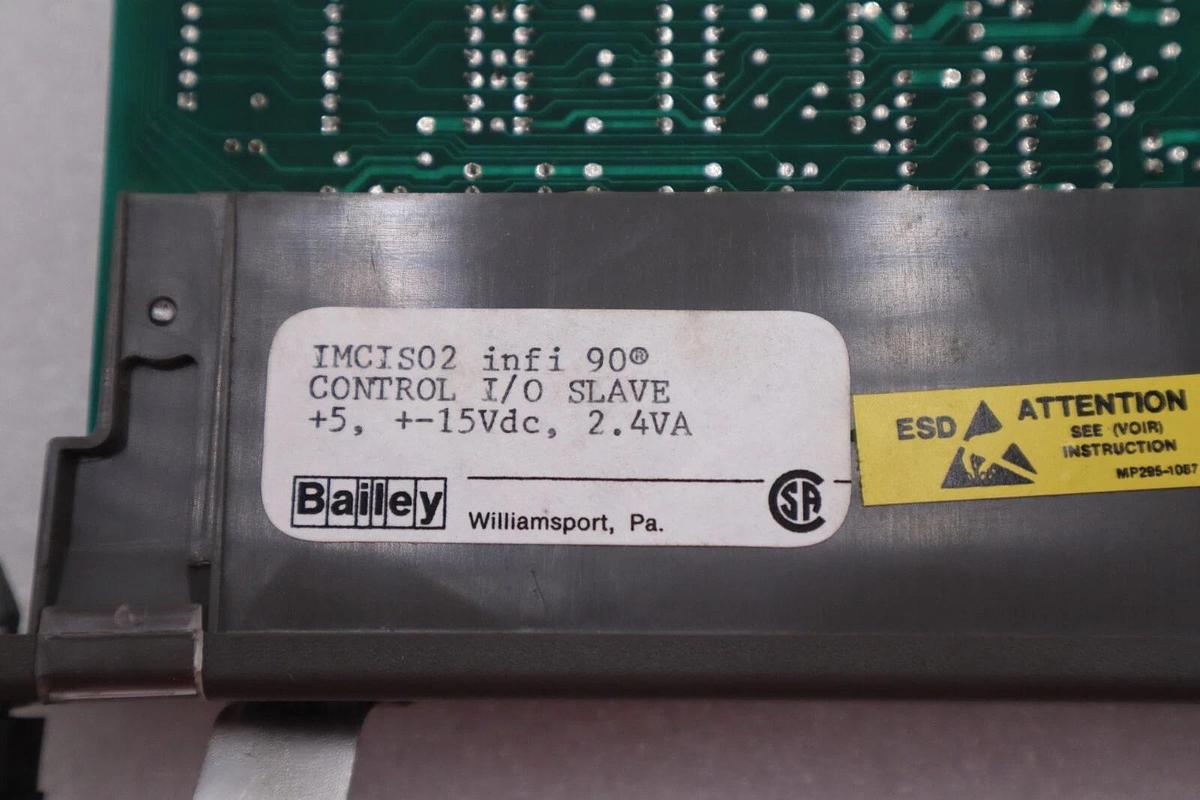 IMCIS02 infi 90®
CONTROL I/O SLAVE
+5, +-15Vdc, 2.4VA
Bailey
Williamsport, Pa.
SA
ESD
ATTENTION
SEE (VOIR)
INSTRUCTION
MP295-1087